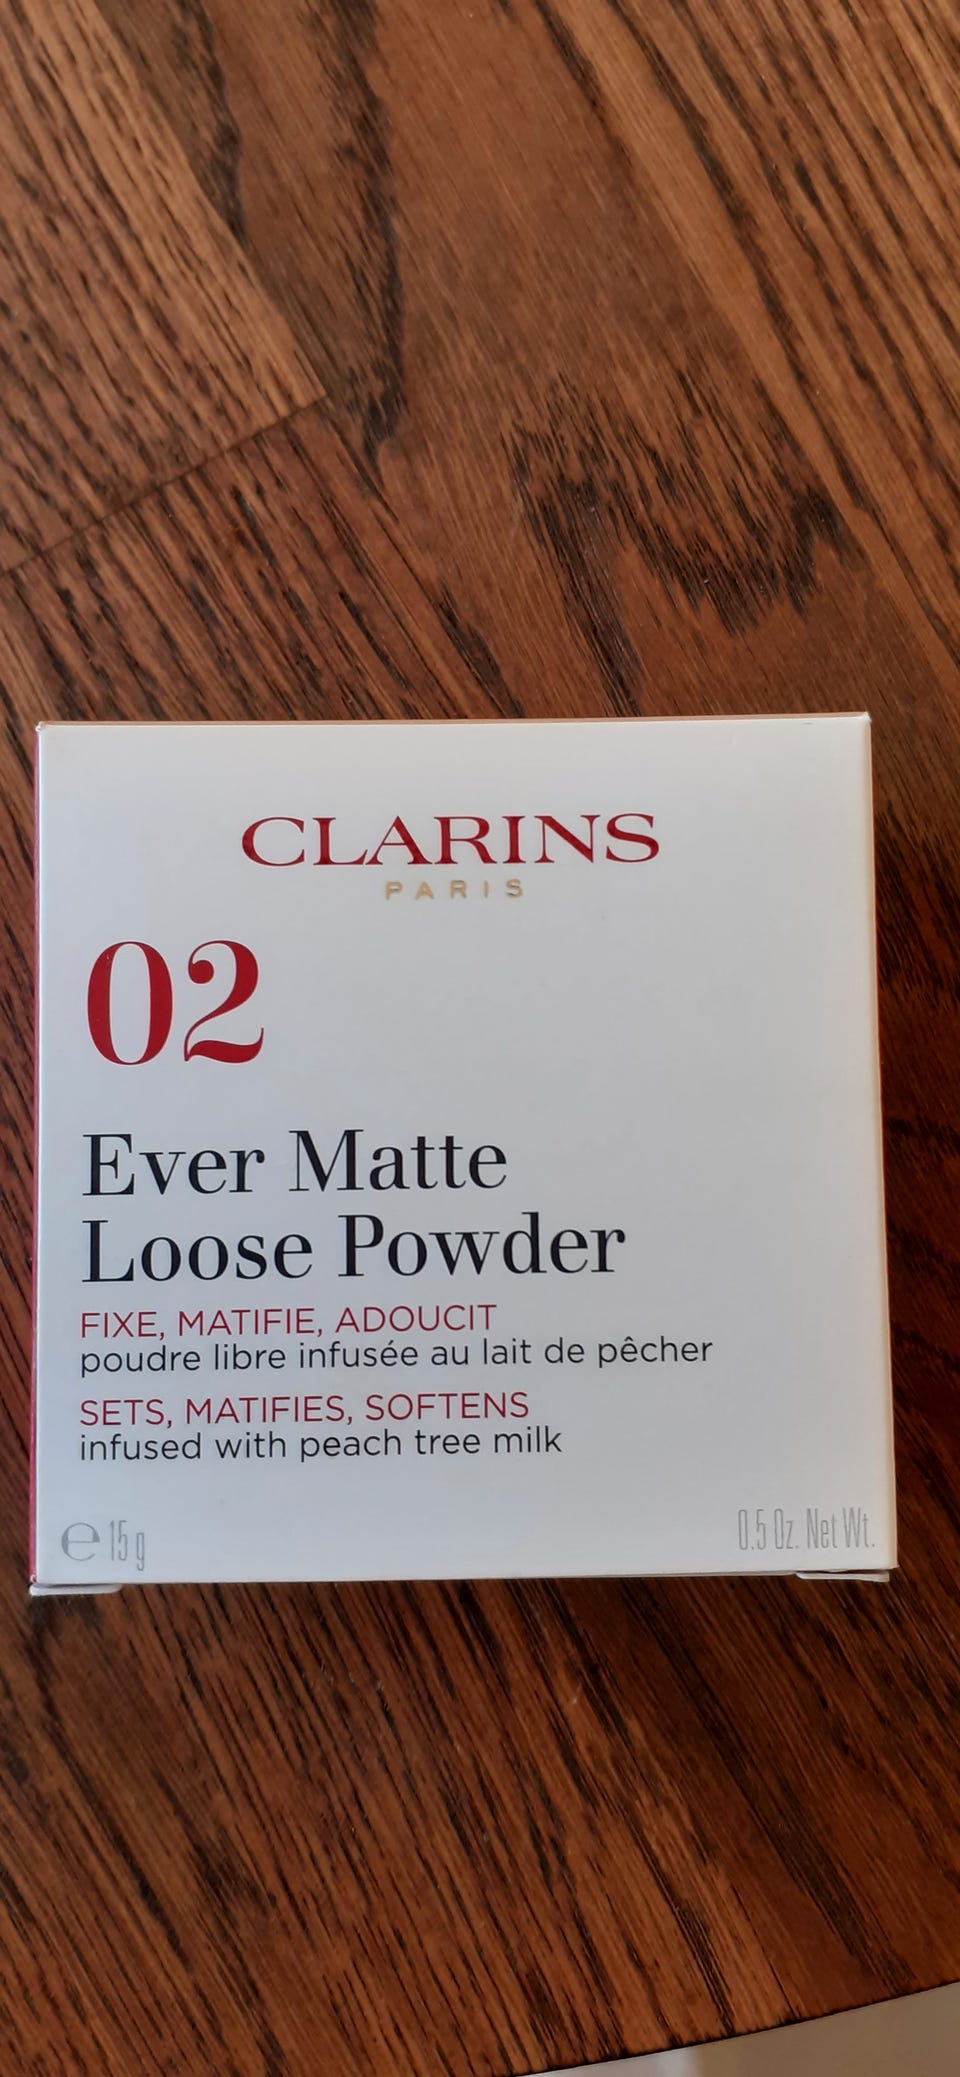 CLARINS
PARIS
02
Ever Matte
Loose Powder
FIXE, MATIFIE, ADOUCIT
poudre libre infusée au lait de pêcher
SETS, MATIFIES, SOFTENS
infused with peach tree milk
℮ 15 g
0.5 Oz. Net Wt.